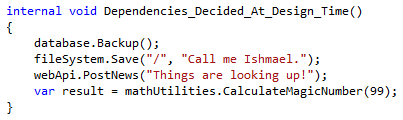 internal void Dependencies_Decided_At_Design_Time()
{
    database.Backup();
    fileSystem.Save("/", "Call me Ishmael.");
    webApi.PostNews("Things are looking up!");
    var result = mathUtilities.CalculateMagicNumber(99);
}